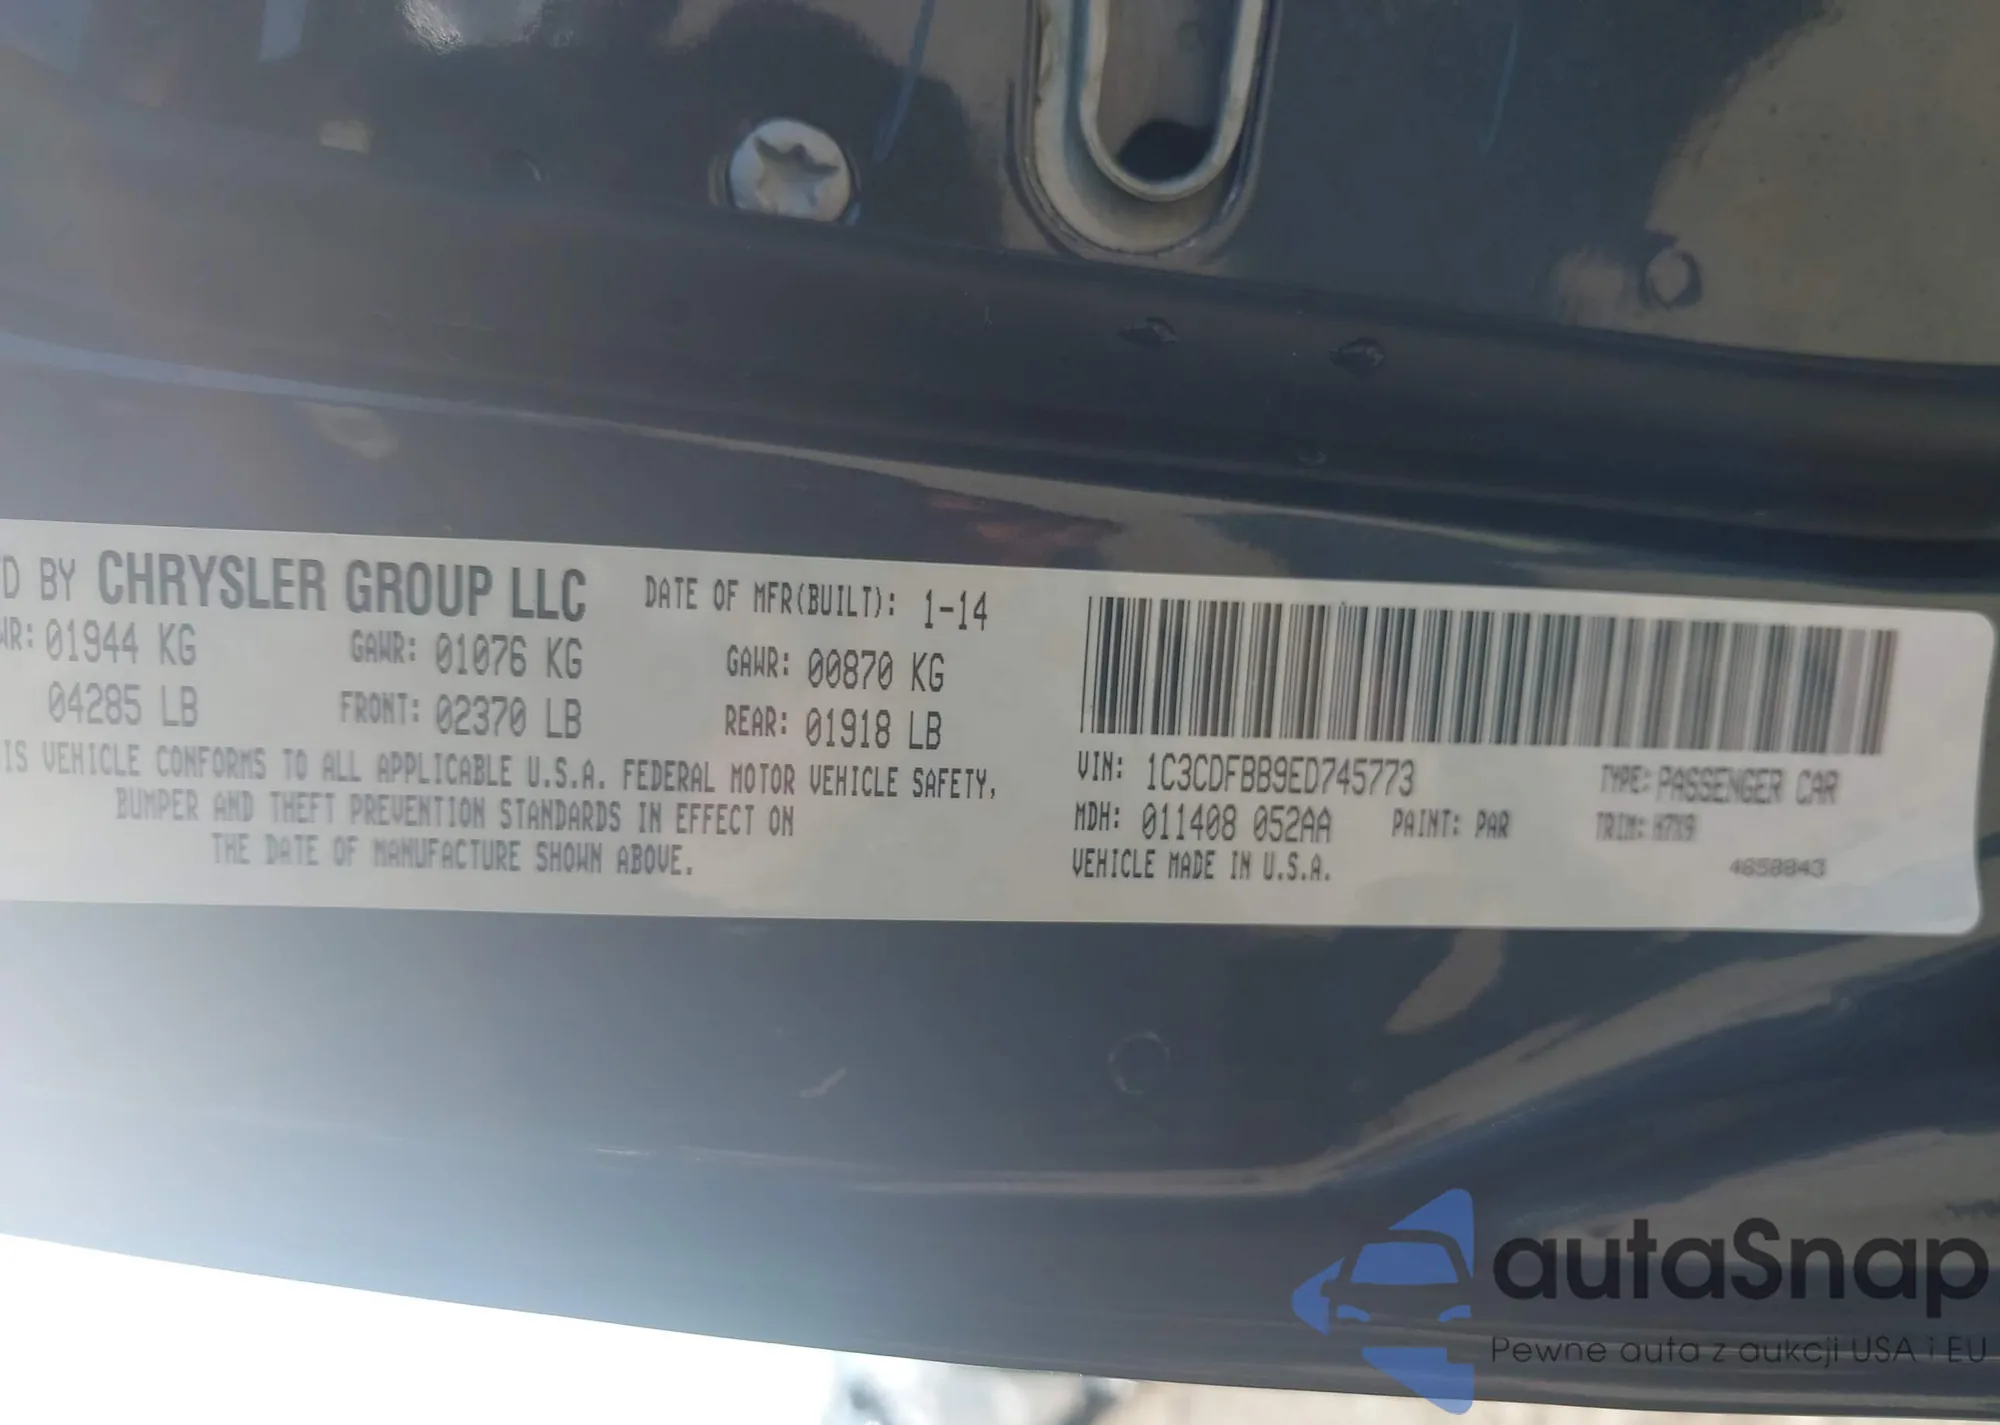 D BY CHRYSLER GROUP LLC DATE OF MFR(BUILT): 1-14
WR: 01944 KG GAWR: 01076 KG GAWR: 00870 KG
04285 LB FRONT: 02370 LB REAR: 01918 LB
IS VEHICLE CONFORMS TO ALL APPLICABLE U.S.A. FEDERAL MOTOR VEHICLE SAFETY,
BUMPER AND THEFT PREVENTION STANDARDS IN EFFECT ON
THE DATE OF MANUFACTURE SHOWN ABOVE.
VIN: 1C3CDFBB9ED745773 TYPE: PASSENGER CAR
MDH: 011408 052AA PAINT: PAR TRIM: H7X9
VEHICLE MADE IN U.S.A. 4658843
autaSnap
Pewne auta z aukcji USA i EU